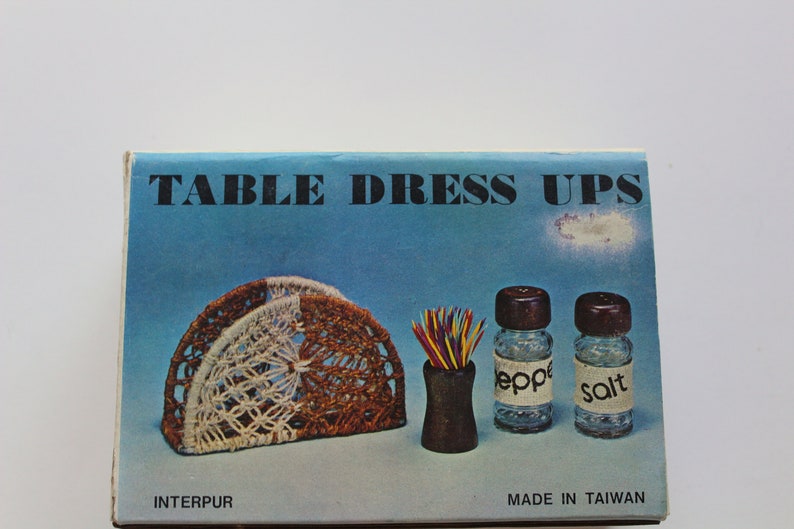 TABLE DRESS UPS
peppe
salt
INTERPUR
MADE IN TAIWAN